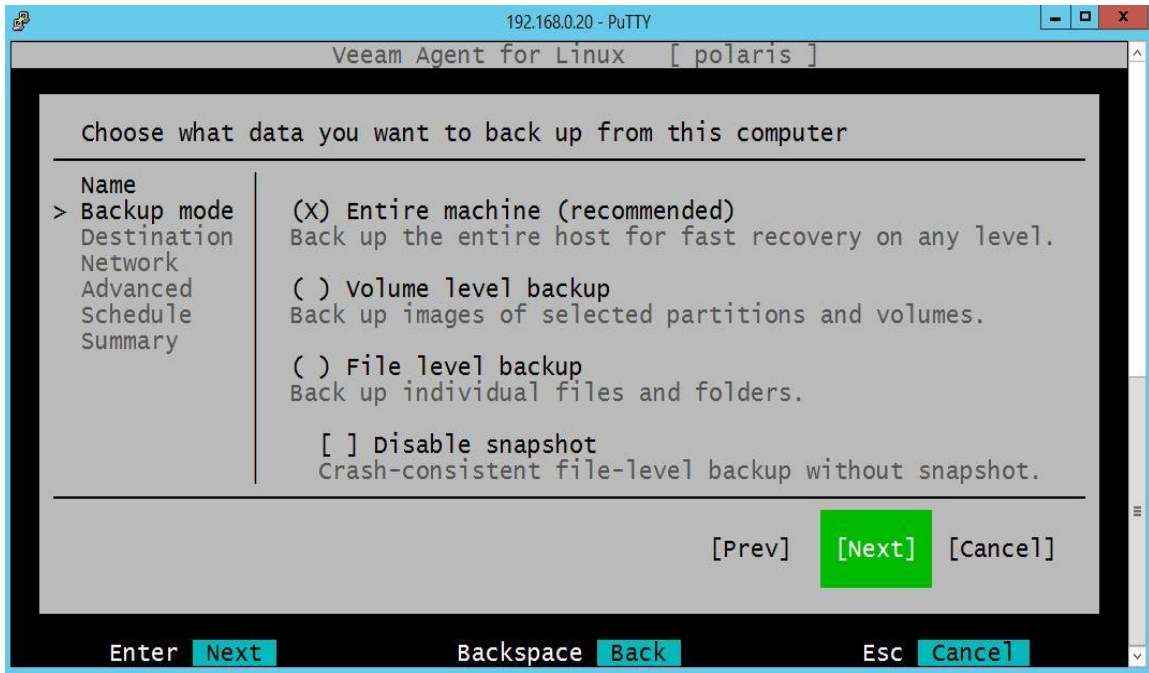 192.168.0.20 - PuTTY
Veeam Agent for Linux [ polaris ]
Choose what data you want to back up from this computer
Name
> Backup mode
Destination
Network
Advanced
Schedule
Summary
(X) Entire machine (recommended)
Back up the entire host for fast recovery on any level.
( ) Volume level backup
Back up images of selected partitions and volumes.
( ) File level backup
Back up individual files and folders.
[ ] Disable snapshot
Crash-consistent file-level backup without snapshot.
[Prev] [Next] [Cancel]
Enter Next Backspace Back Esc Cancel